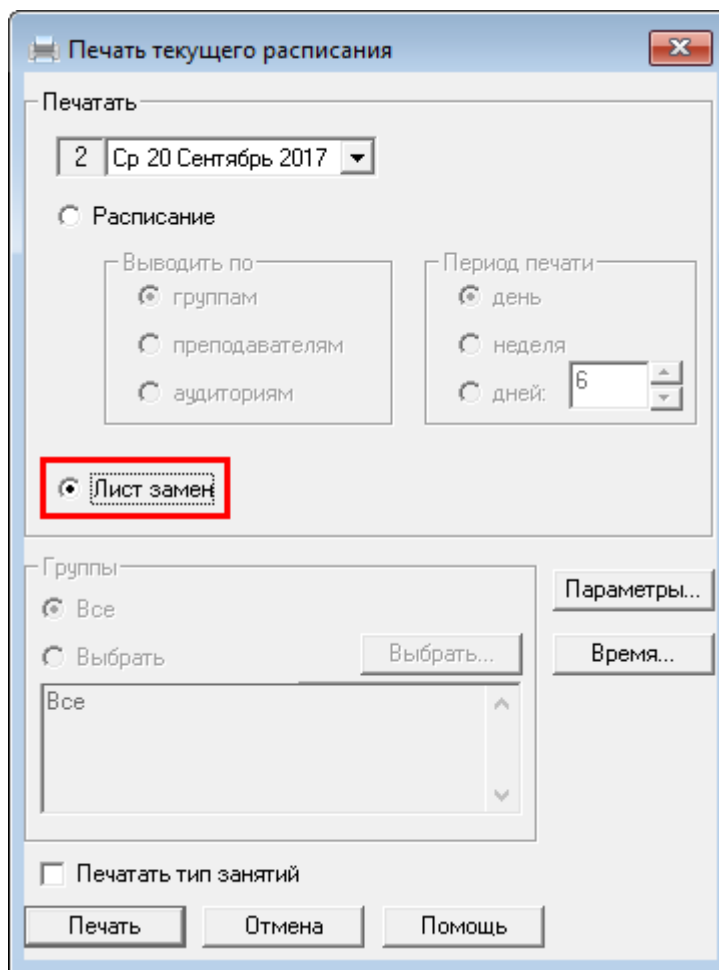 Печать текущего расписания
Печатать
2 Ср 20 Сентябрь 2017
Расписание
Выводить по
группам
преподавателям
аудиториям
Период печати
день
неделя
дней: 6
Лист замен
Группы
Все
Выбрать Выбрать...
Все
Параметры...
Время...
Печатать тип занятий
Печать Отмена Помощь